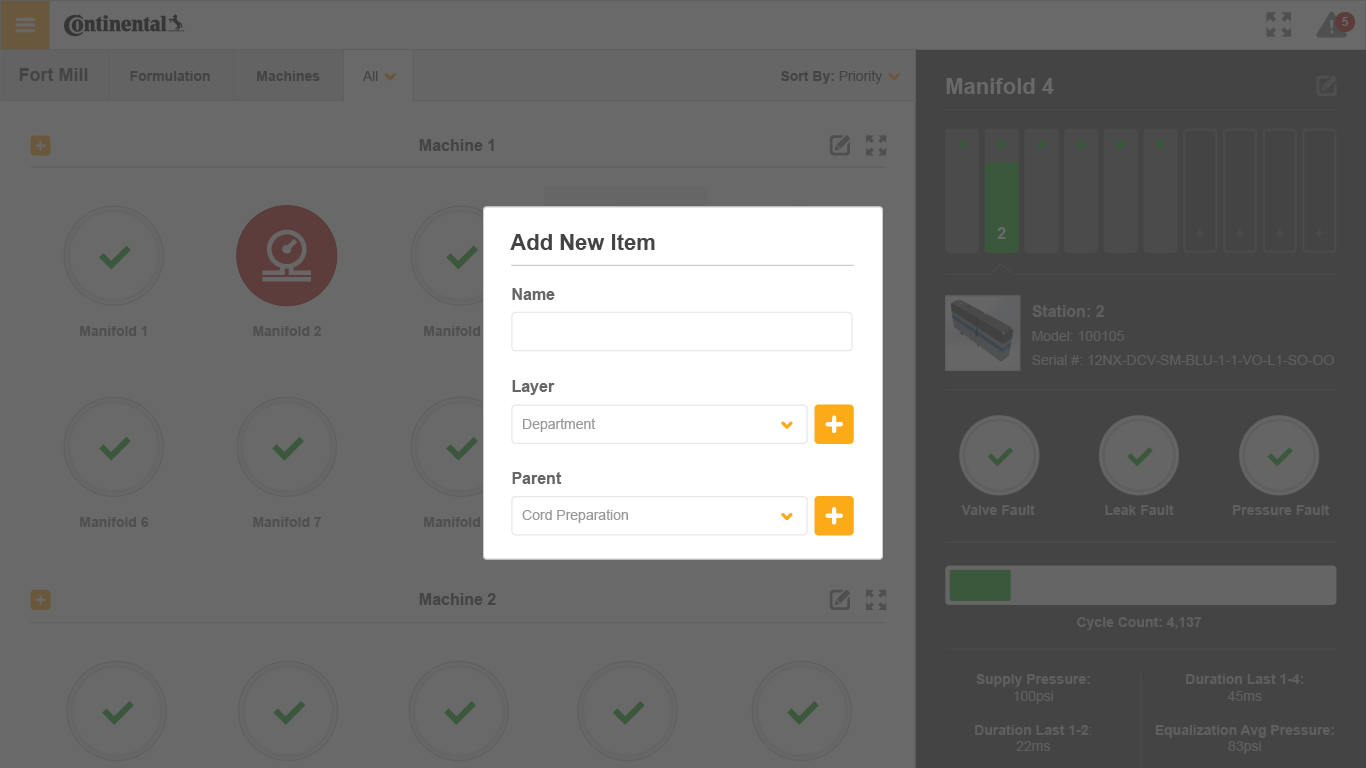 Continental
5
Fort Mill
Formulation
Machines
All
Sort By: Priority
Machine 1
Manifold 1
Manifold 2
Manifold
Manifold 6
Manifold 7
Manifold
Machine 2
Add New Item
Name
Layer
Department
Parent
Cord Preparation
Manifold 4
2
Station: 2
Model: 100105
Serial #: 12NX-DCV-SM-BLU-1-1-VO-L1-SO-OO
Valve Fault
Leak Fault
Pressure Fault
Cycle Count: 4,137
Supply Pressure:
100psi
Duration Last 1-4:
45ms
Duration Last 1-2:
22ms
Equalization Avg Pressure:
83psi